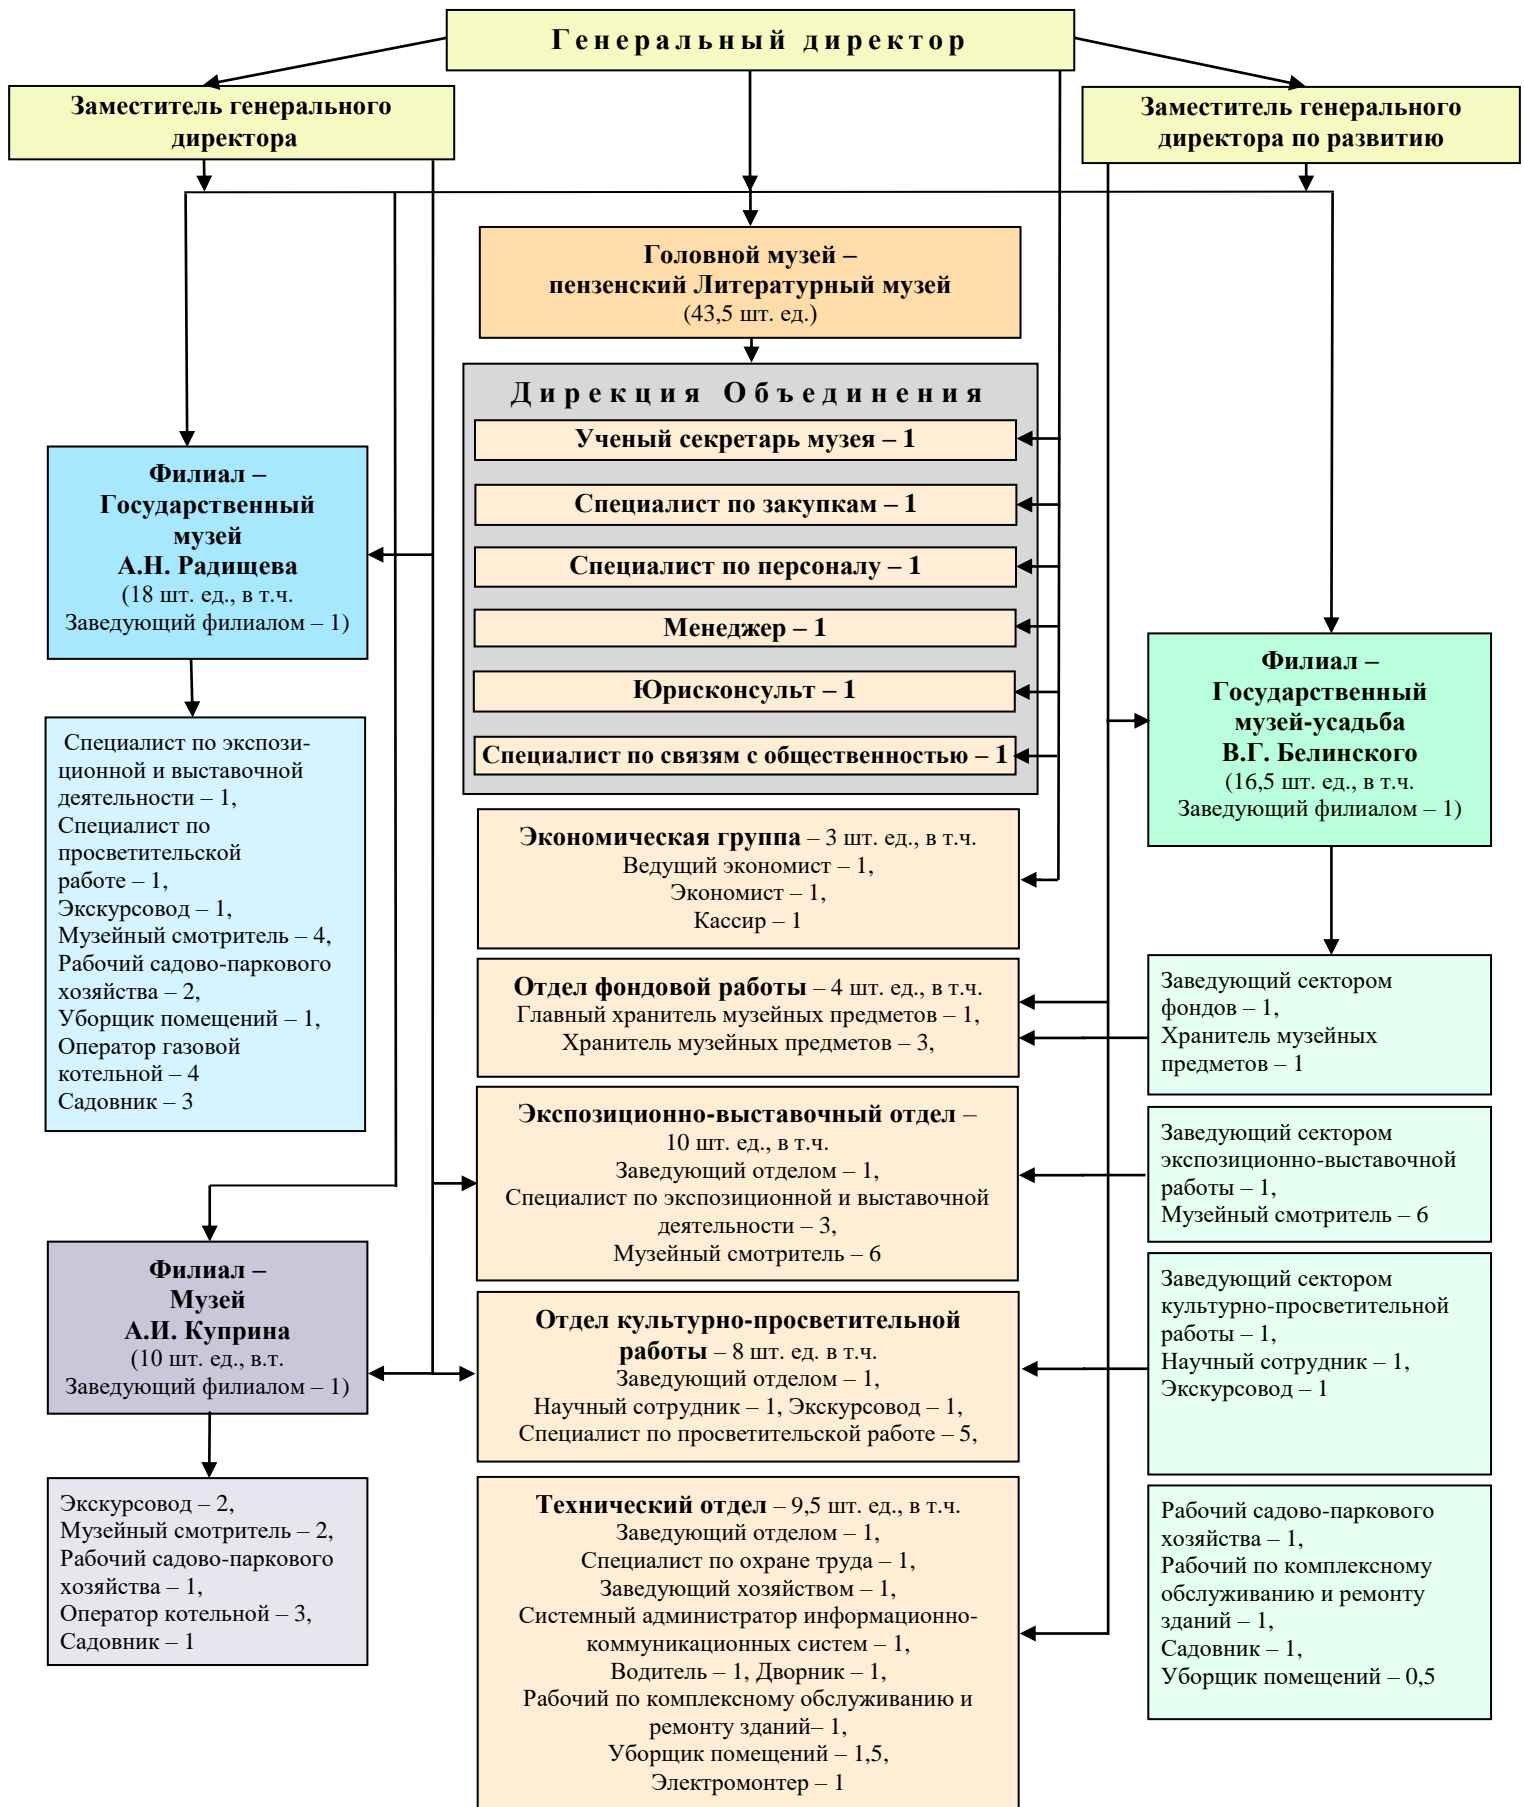 Генеральный директор
Заместитель генерального
директора
Заместитель генерального
директора по развитию
Головной музей –
пензенский Литературный музей
(43,5 шт. ед.)
Дирекция Объединения
Ученый секретарь музея – 1
Специалист по закупкам – 1
Специалист по персоналу – 1
Менеджер – 1
Юрисконсульт – 1
Специалист по связям с общественностью – 1
Филиал –
Государственный
музей
А.Н. Радищева
(18 шт. ед., в т.ч.
Заведующий филиалом – 1)
Специалист по экспози-
ционной и выставочной
деятельности – 1,
Специалист по
просветительской
работе – 1,
Экскурсовод – 1,
Музейный смотритель – 4,
Рабочий садово-паркового
хозяйства – 2,
Уборщик помещений – 1,
Оператор газовой
котельной – 4
Садовник – 3
Филиал –
Музей
А.И. Куприна
(10 шт. ед., в.т.
Заведующий филиалом – 1)
Экскурсовод – 2,
Музейный смотритель – 2,
Рабочий садово-паркового
хозяйства – 1,
Оператор котельной – 3,
Садовник – 1
Экономическая группа – 3 шт. ед., в т.ч.
Ведущий экономист – 1,
Экономист – 1,
Кассир – 1
Отдел фондовой работы – 4 шт. ед., в т.ч.
Главный хранитель музейных предметов – 1,
Хранитель музейных предметов – 3,
Экспозиционно-выставочный отдел –
10 шт. ед., в т.ч.
Заведующий отделом – 1,
Специалист по экспозиционной и выставочной
деятельности – 3,
Музейный смотритель – 6
Отдел культурно-просветительной
работы – 8 шт. ед. в т.ч.
Заведующий отделом – 1,
Научный сотрудник – 1, Экскурсовод – 1,
Специалист по просветительской работе – 5,
Технический отдел – 9,5 шт. ед., в т.ч.
Заведующий отделом – 1,
Специалист по охране труда – 1,
Заведующий хозяйством – 1,
Системный администратор информационно-
коммуникационных систем – 1,
Водитель – 1, Дворник – 1,
Рабочий по комплексному обслуживанию и
ремонту зданий– 1,
Уборщик помещений – 1,5,
Электромонтер – 1
Филиал –
Государственный
музей-усадьба
В.Г. Белинского
(16,5 шт. ед., в т.ч.
Заведующий филиалом – 1)
Заведующий сектором
фондов – 1,
Хранитель музейных
предметов – 1
Заведующий сектором
экспозиционно-выставочной
работы – 1,
Музейный смотритель – 6
Заведующий сектором
культурно-просветительной
работы – 1,
Научный сотрудник – 1,
Экскурсовод – 1
Рабочий садово-паркового
хозяйства – 1,
Рабочий по комплексному
обслуживанию и ремонту
зданий – 1,
Садовник – 1,
Уборщик помещений – 0,5